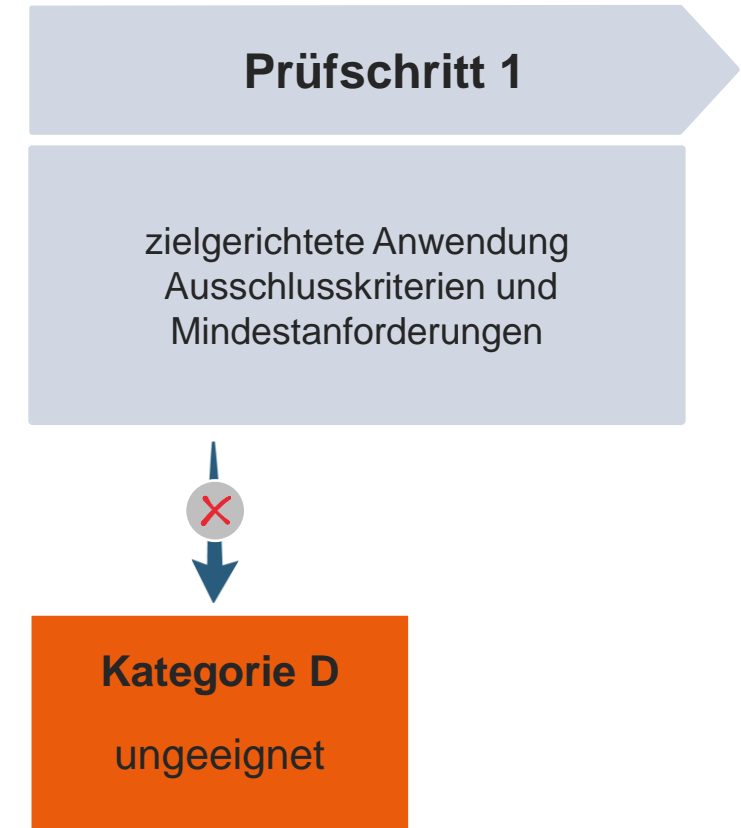 Prüfschritt 1
zielgerichtete Anwendung
Ausschlusskriterien und
Mindestanforderungen
Kategorie D
ungeeignet